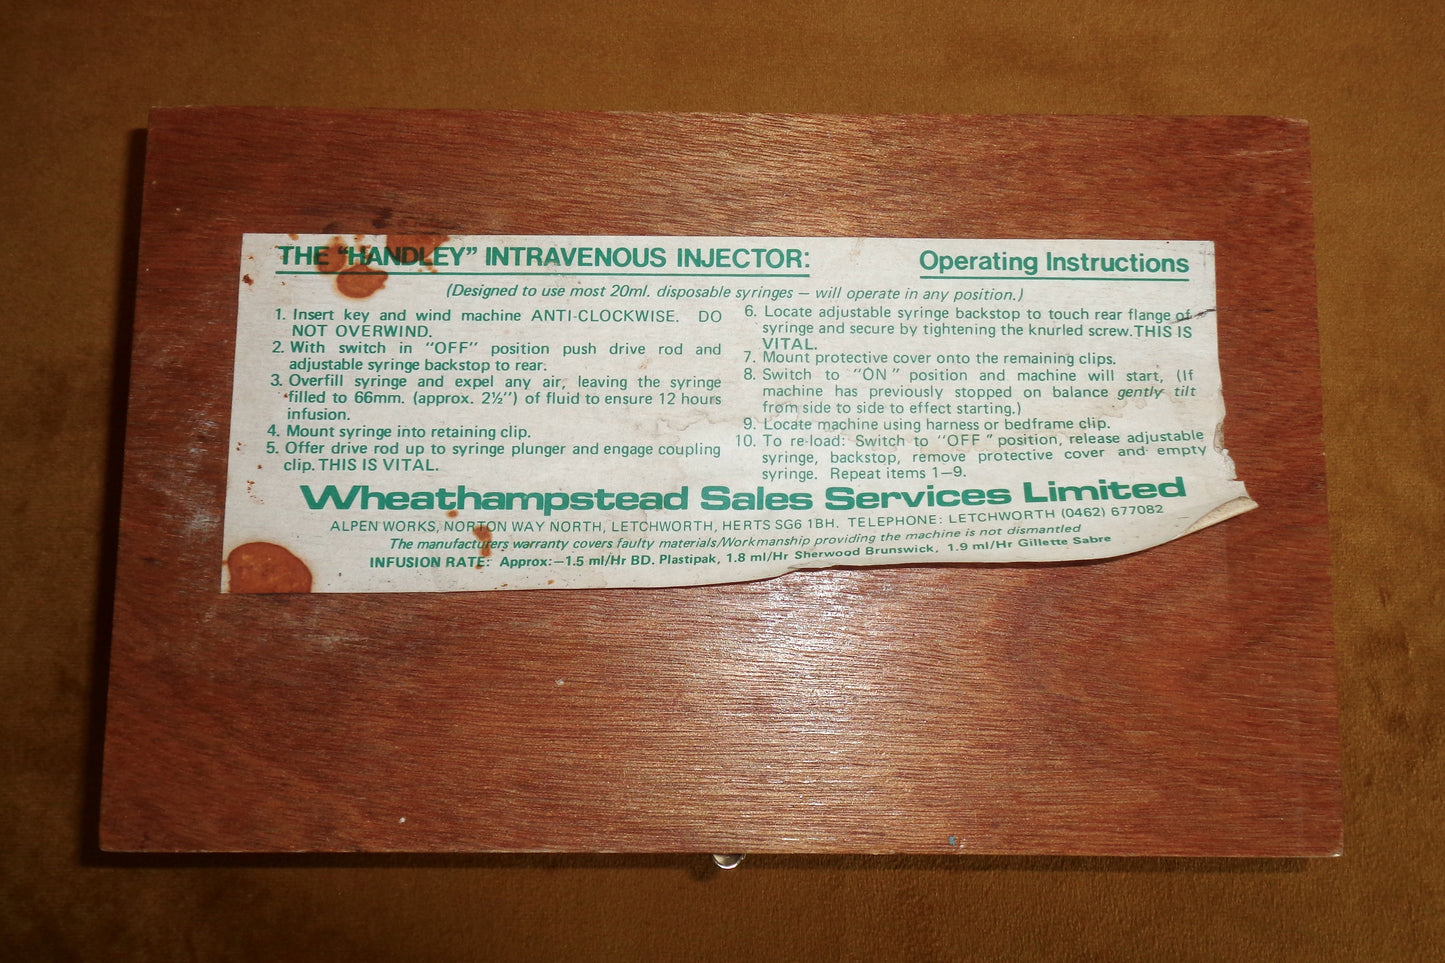 THE "HANDLEY" INTRAVENOUS INJECTOR: Operating Instructions
(Designed to use most 20ml. disposable syringes — will operate in any position.)
1. Insert key and wind machine ANTI-CLOCKWISE. DO
NOT OVERWIND.
2. With switch in "OFF" position push drive rod and
adjustable syringe backstop to rear.
3. Overfill syringe and expel any air, leaving the syringe
filled to 66mm. (approx. 2½") of fluid to ensure 12 hours
infusion.
4. Mount syringe into retaining clip.
5. Offer drive rod up to syringe plunger and engage coupling
clip. THIS IS VITAL.
6. Locate adjustable syringe backstop to touch rear flange of
syringe and secure by tightening the knurled screw. THIS IS
VITAL.
7. Mount protective cover onto the remaining clips.
8. Switch to "ON" position and machine will start, (If
machine has previously stopped on balance gently tilt
from side to side to effect starting.)
9. Locate machine using harness or bedframe clip.
10. To re-load: Switch to "OFF" position, release adjustable
syringe, backstop, remove protective cover and empty
syringe. Repeat items 1—9.
Wheathampstead Sales Services Limited
ALPEN WORKS, NORTON WAY NORTH, LETCHWORTH, HERTS SG6 1BH. TELEPHONE: LETCHWORTH (0462) 677082
The manufacturers warranty covers faulty materials/Workmanship providing the machine is not dismantled
INFUSION RATE: Approx:—1.5 ml/Hr BD. Plastipak, 1.8 ml/Hr Sherwood Brunswick, 1.9 ml/Hr Gillette Sabre